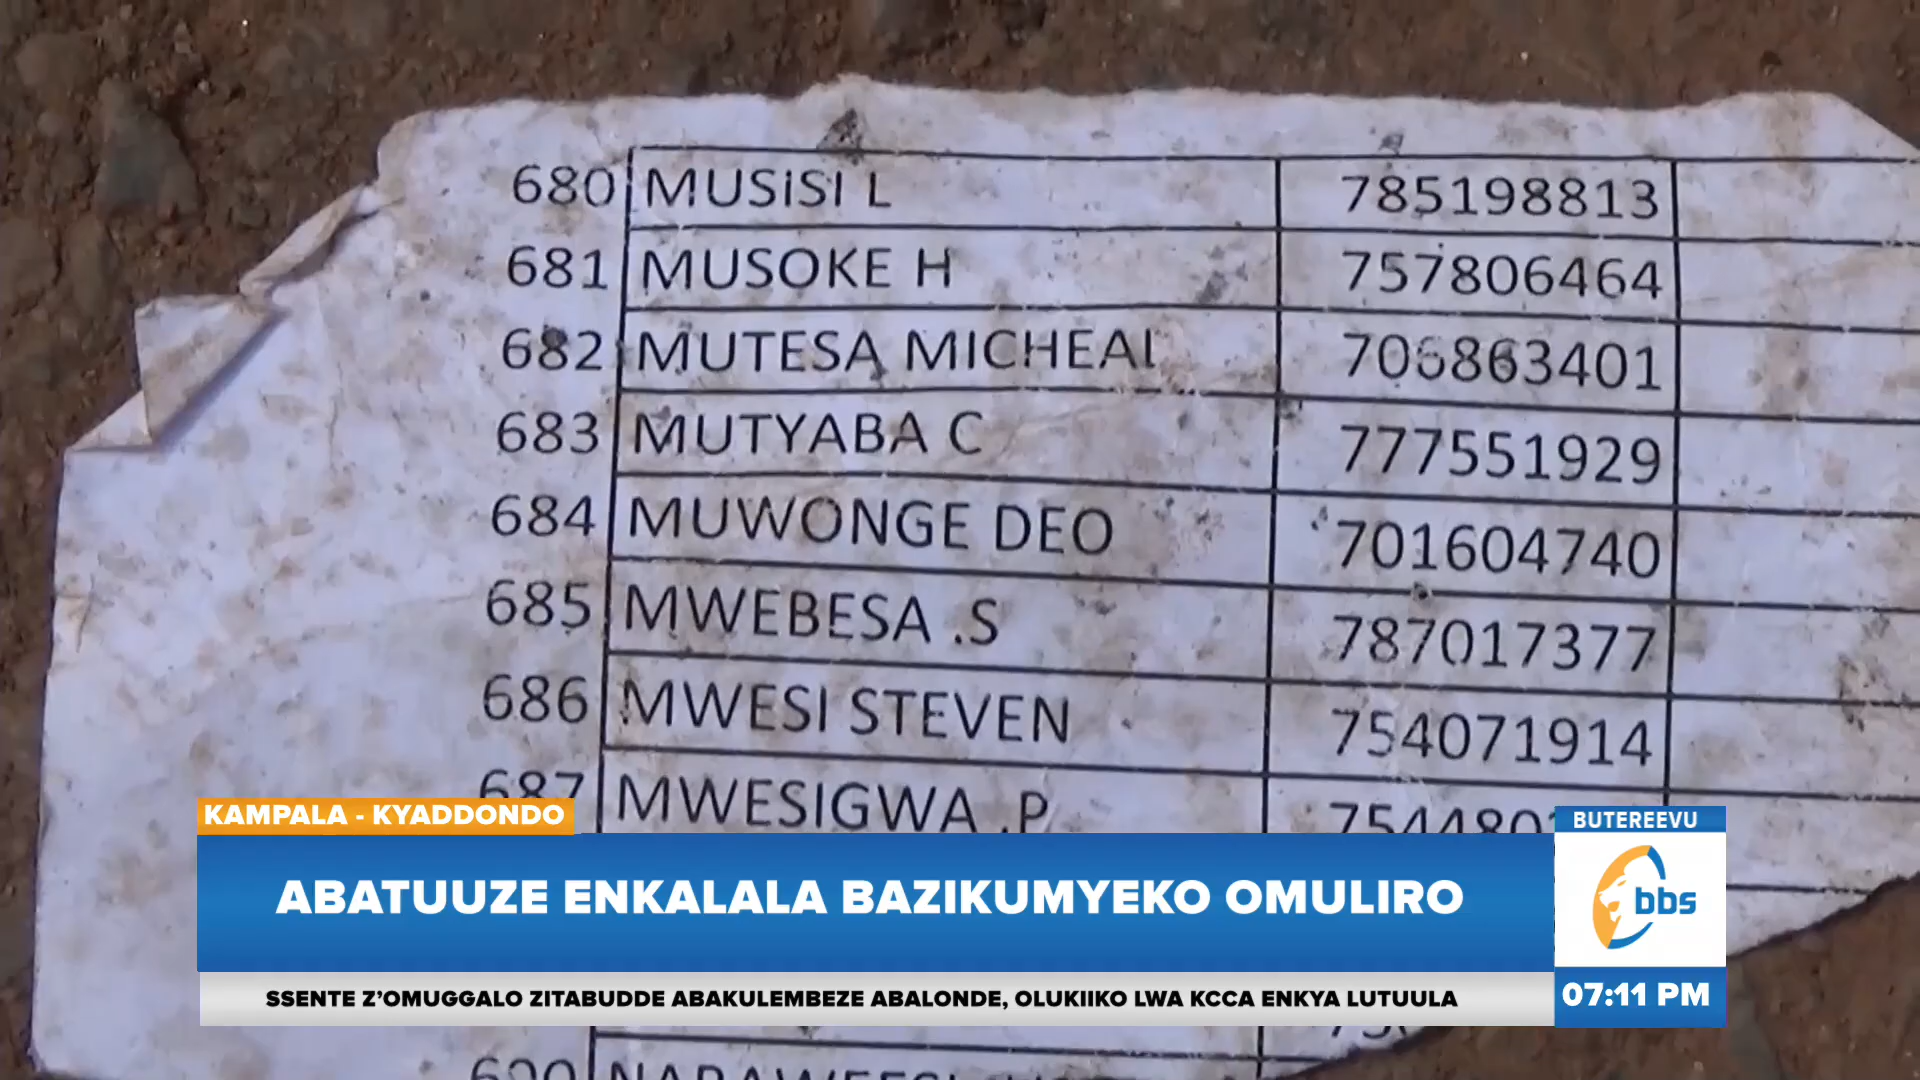 680 MUSISI L 785198813
681 MUSOKE H 757806464
682 MUTESA MICHEAL 706863401
683 MUTYABA C 777551929
684 MUWONGE DEO 701604740
685 MWEBESA .S 787017377
686 MWESI STEVEN 754071914
687 MWESIGWA .P
KAMPALA - KYADDONDO
BUTEREEVU
ABATUUZE ENKALALA BAZIKUMYEKO OMULIRO
bbs
SSENTE Z’OMUGGALO ZITABUDDE ABAKULEMBEZE ABALONDE, OLUKIIKO LWA KCCA ENKYA LUTUULA
07:11 PM
690